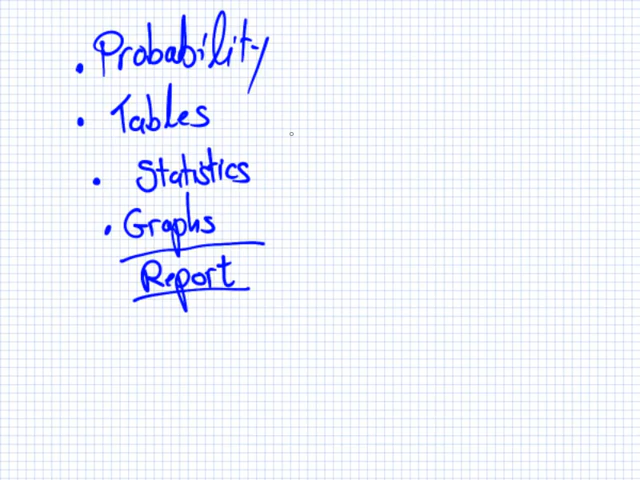 . Probability
. Tables
. Statistics
. Graphs
Report